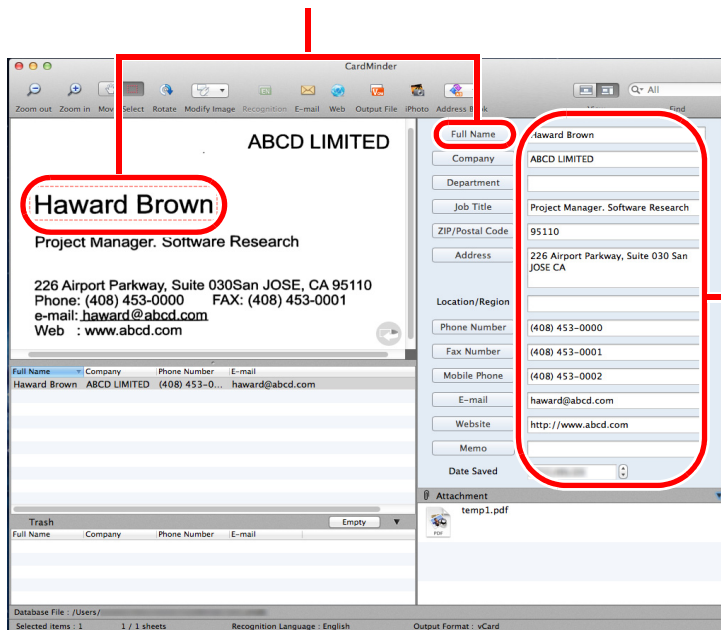 CardMinder
All
Zoom out Zoom in Move Select Rotate Modify Image Recognition E-mail Web Output File iPhoto Address Book View Find
ABCD LIMITED
Haward Brown
Project Manager. Software Research
226 Airport Parkway, Suite 030San JOSE, CA 95110
Phone: (408) 453-0000 FAX: (408) 453-0001
e-mail: haward@abcd.com
Web : www.abcd.com
Full Name Company Phone Number E-mail
Haward Brown ABCD LIMITED (408) 453-0... haward@abcd.com
Trash Empty
Full Name Company Phone Number E-mail
Full Name Haward Brown
Company ABCD LIMITED
Department
Job Title Project Manager. Software Research
ZIP/Postal Code 95110
Address 226 Airport Parkway, Suite 030 San
JOSE CA
Location/Region
Phone Number (408) 453-0000
Fax Number (408) 453-0001
Mobile Phone (408) 453-0002
E-mail haward@abcd.com
Website http://www.abcd.com
Memo
Date Saved
Attachment
temp1.pdf
PDF
Database File : /Users/
Selected items : 1 1 / 1 sheets Recognition Language : English Output Format : vCard